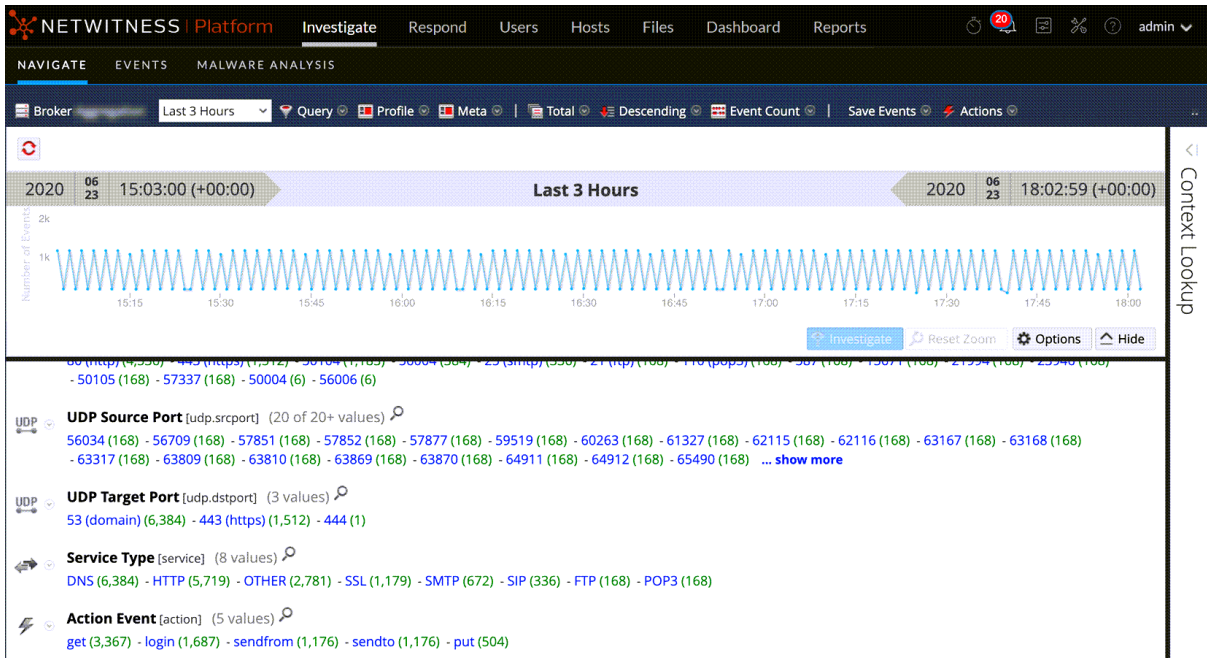 NETWITNESS | Platform Investigate Respond Users Hosts Files Dashboard Reports 20 admin
NAVIGATE EVENTS MALWARE ANALYSIS
Broker Last 3 Hours Query Profile Meta | Total Descending Event Count | Save Events Actions
2020 06 23 15:03:00 (+00:00) Last 3 Hours 2020 06 23 18:02:59 (+00:00)
Context Lookup
Number of Events
2k
1k
15:15 15:30 15:45 16:00 16:15 16:30 16:45 17:00 17:15 17:30 17:45 18:00
Investigate Reset Zoom Options Hide
- 50105 (168) - 57337 (168) - 50004 (6) - 56006 (6)
UDP UDP Source Port [udp.srcport] (20 of 20+ values)
56034 (168) - 56709 (168) - 57851 (168) - 57852 (168) - 57877 (168) - 59519 (168) - 60263 (168) - 61327 (168) - 62115 (168) - 62116 (168) - 63167 (168) - 63168 (168)
- 63317 (168) - 63809 (168) - 63810 (168) - 63869 (168) - 63870 (168) - 64911 (168) - 64912 (168) - 65490 (168) ... show more
UDP UDP Target Port [udp.dstport] (3 values)
53 (domain) (6,384) - 443 (https) (1,512) - 444 (1)
Service Type [service] (8 values)
DNS (6,384) - HTTP (5,719) - OTHER (2,781) - SSL (1,179) - SMTP (672) - SIP (336) - FTP (168) - POP3 (168)
Action Event [action] (5 values)
get (3,367) - login (1,687) - sendfrom (1,176) - sendto (1,176) - put (504)